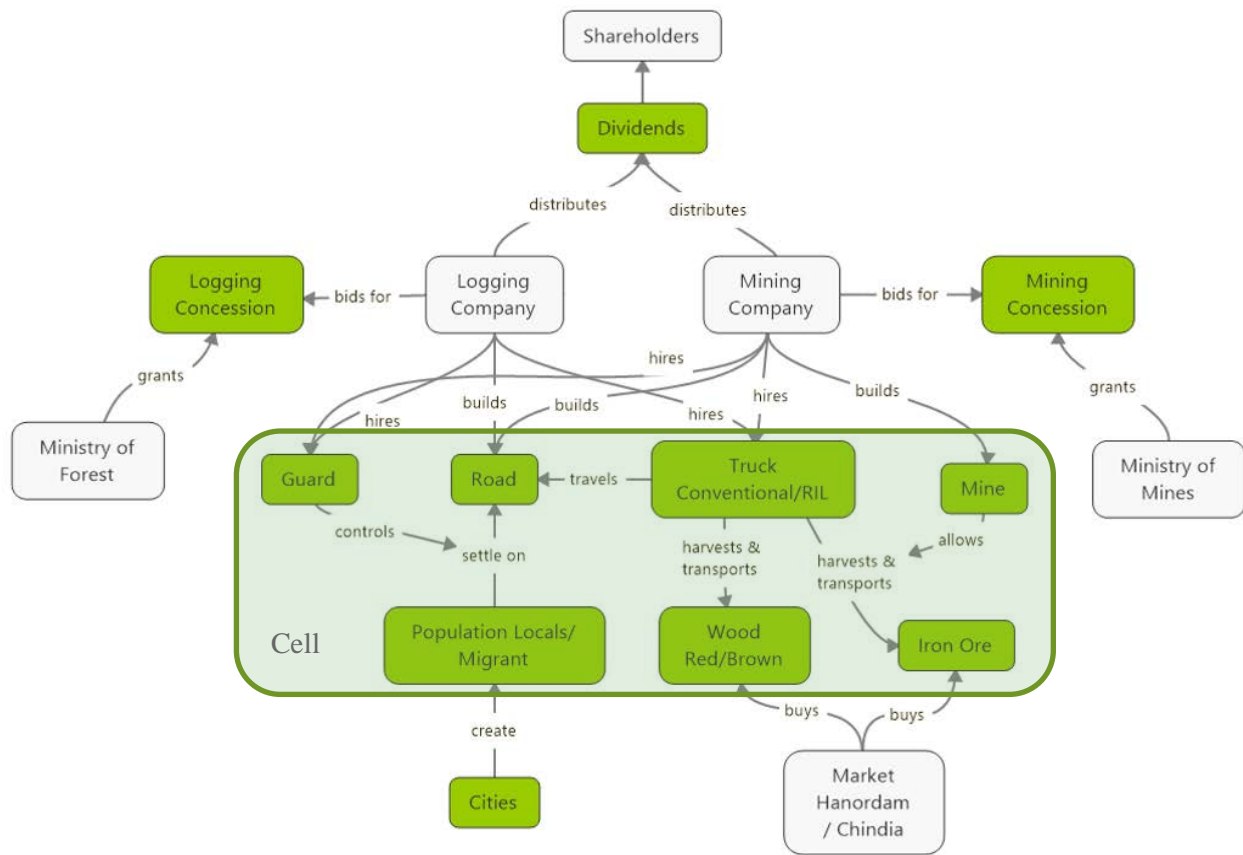 Shareholders
Dividends
distributes
distributes
Logging
Concession
bids for
Logging
Company
Mining
Company
bids for
Mining
Concession
grants
hires
grants
builds
builds
hires
hires
hires
builds
Ministry of
Forest
Ministry of
Mines
Guard
Road
travels
Truck
Conventional/RIL
Mine
controls
settle on
harvests &
transports
harvests &
transports
allows
Cell
Population Locals/
Migrant
Wood
Red/Brown
Iron Ore
create
buys
buys
Cities
Market
Hanordam
/ Chindia